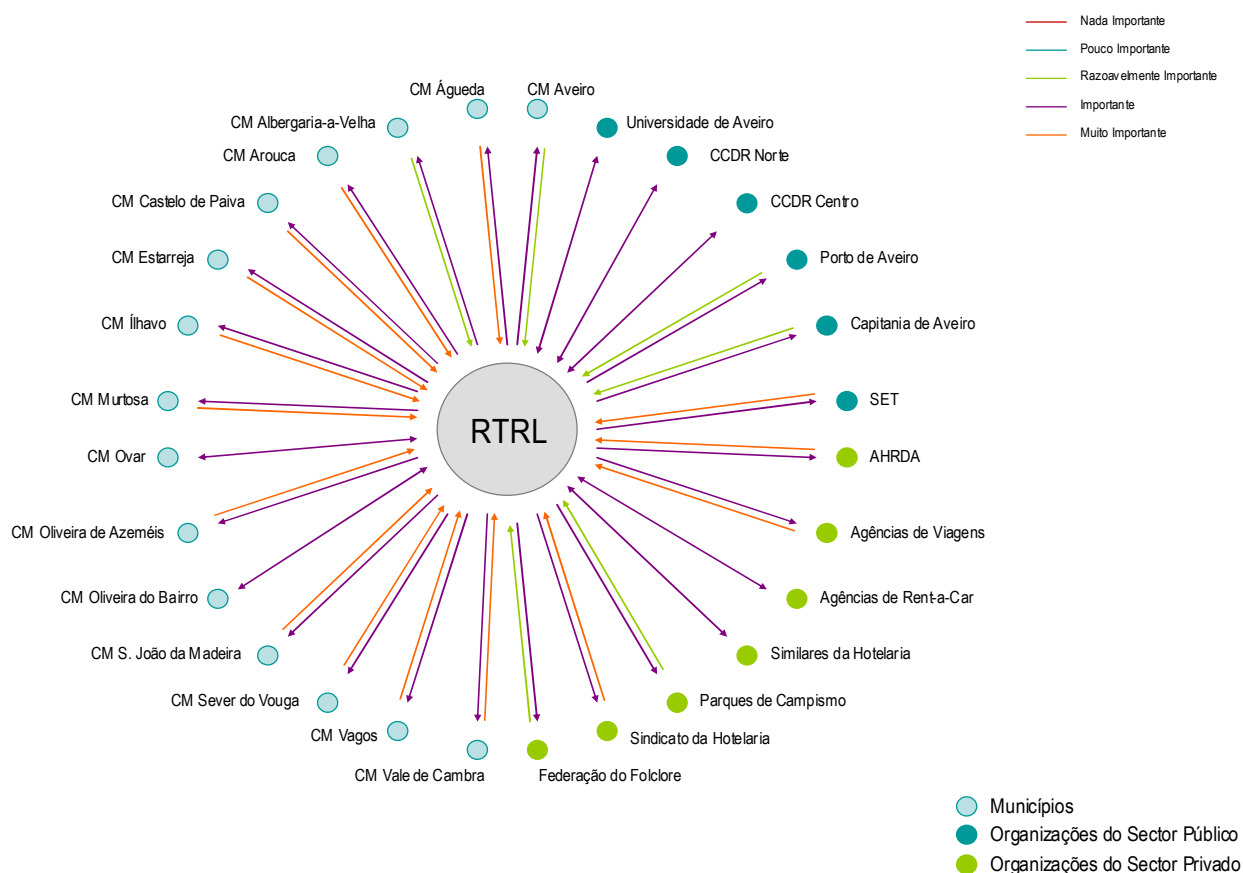 Nada Importante
Pouco Importante
Razoavelmente Importante
Importante
Muito Importante
CM Águeda
CM Aveiro
CM Albergaria-a-Velha
Universidade de Aveiro
CM Arouca
CCDR Norte
CM Castelo de Paiva
CCDR Centro
CM Estarreja
Porto de Aveiro
CM Ílhavo
Capitania de Aveiro
CM Murtosa
SET
RTRL
CM Ovar
AHRDA
CM Oliveira de Azeméis
Agências de Viagens
CM Oliveira do Bairro
Agências de Rent-a-Car
CM S. João da Madeira
Similares da Hotelaria
CM Sever do Vouga
Parques de Campismo
CM Vagos
Sindicato da Hotelaria
CM Vale de Cambra
Federação do Folclore
Municípios
Organizações do Sector Público
Organizações do Sector Privado